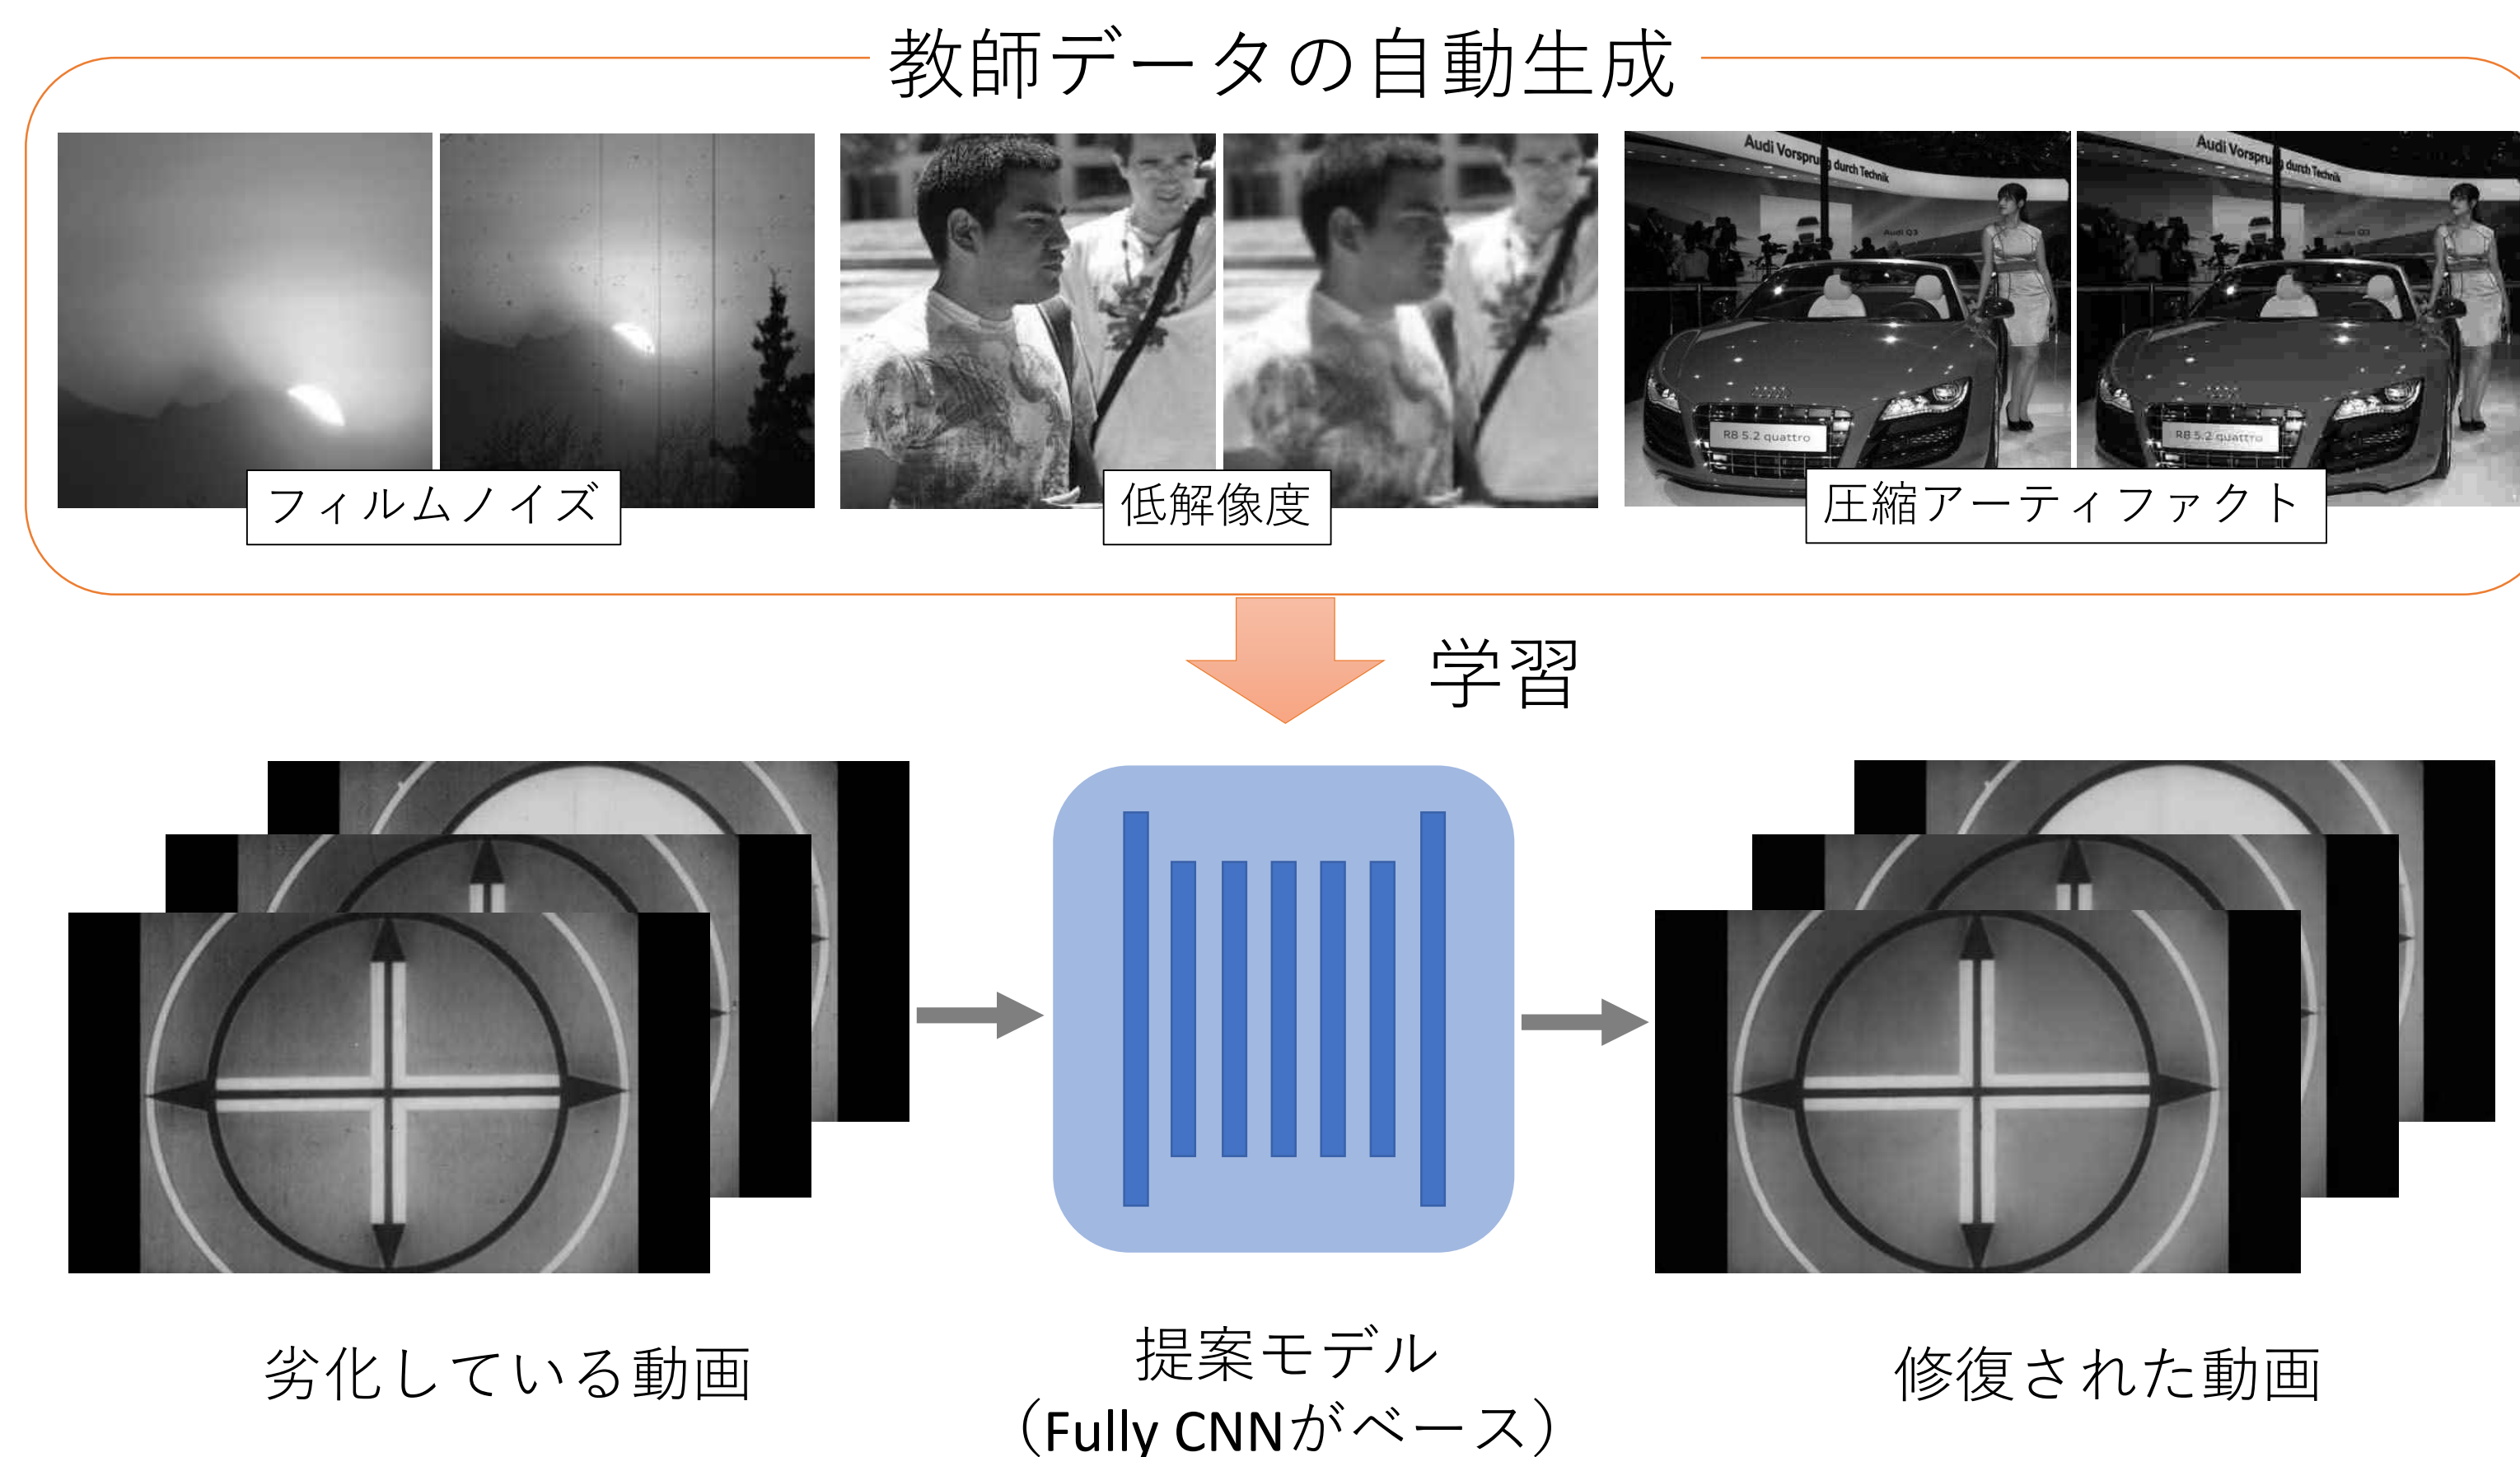 教師データの自動生成
Audi Vorsprung durch Technik
Audi Q3
R8 5.2 quattro
Audi Vorsprung durch Technik
Audi Q3
R8 5.2 quattro
フィルムノイズ
低解像度
圧縮アーティファクト
学習
劣化している動画
提案モデル
（Fully CNNがベース）
修復された動画